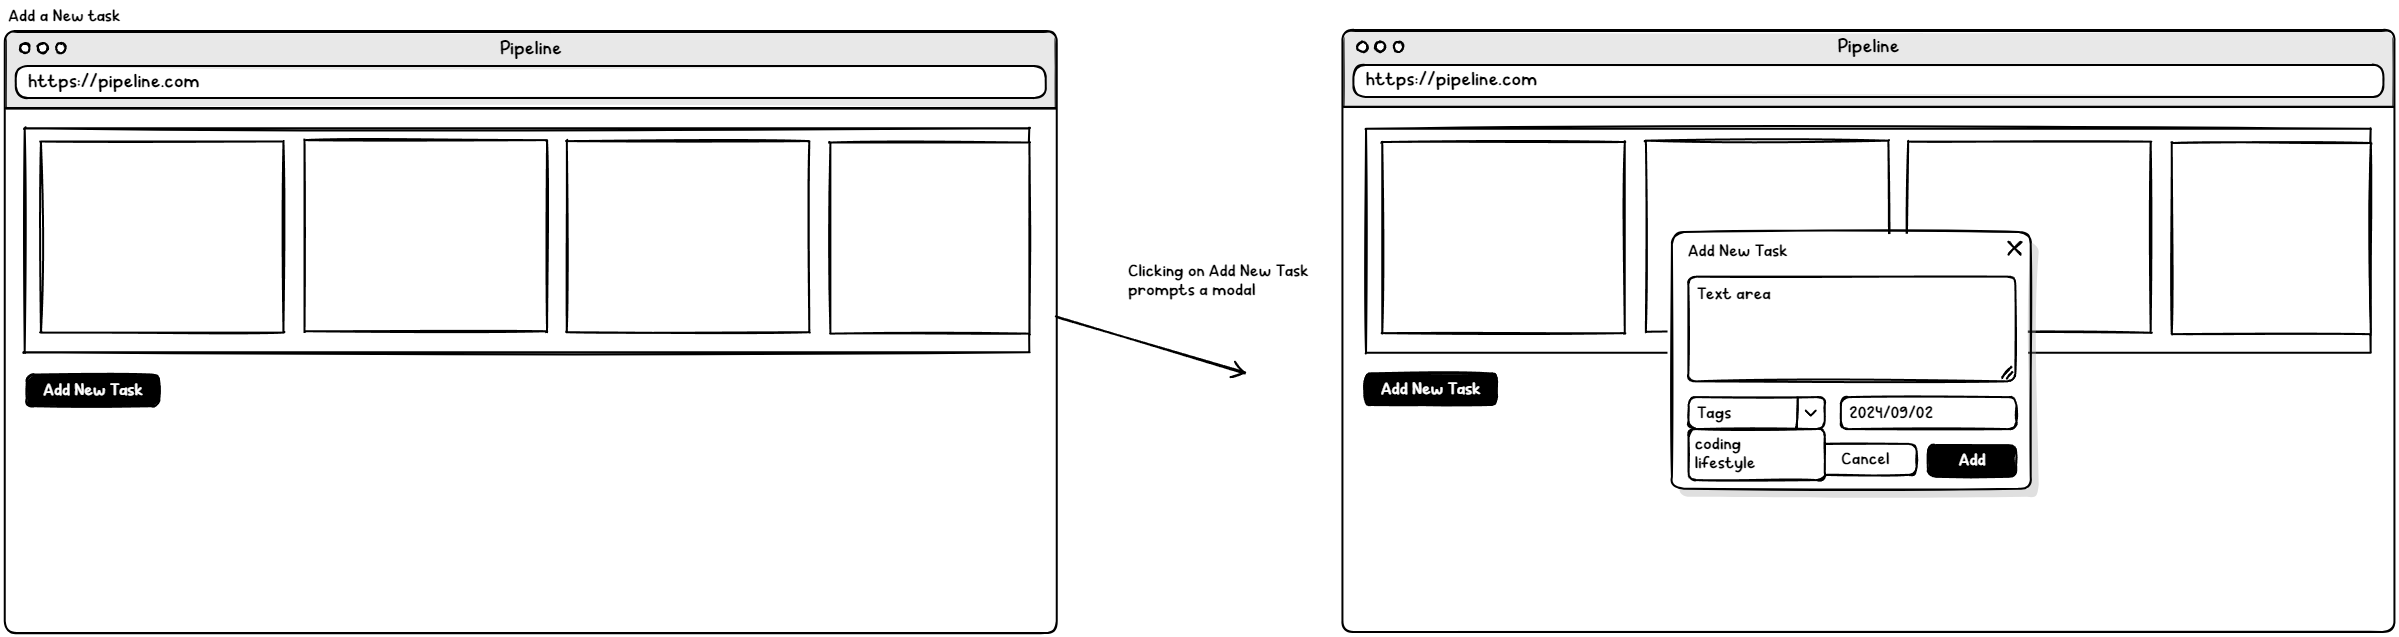 Add a New task
Pipeline
https://pipeline.com
Add New Task
Clicking on Add New Task
prompts a modal
Pipeline
https://pipeline.com
Add New Task
Add New Task
Text area
Tags
2024/09/02
coding
lifestyle
Cancel
Add